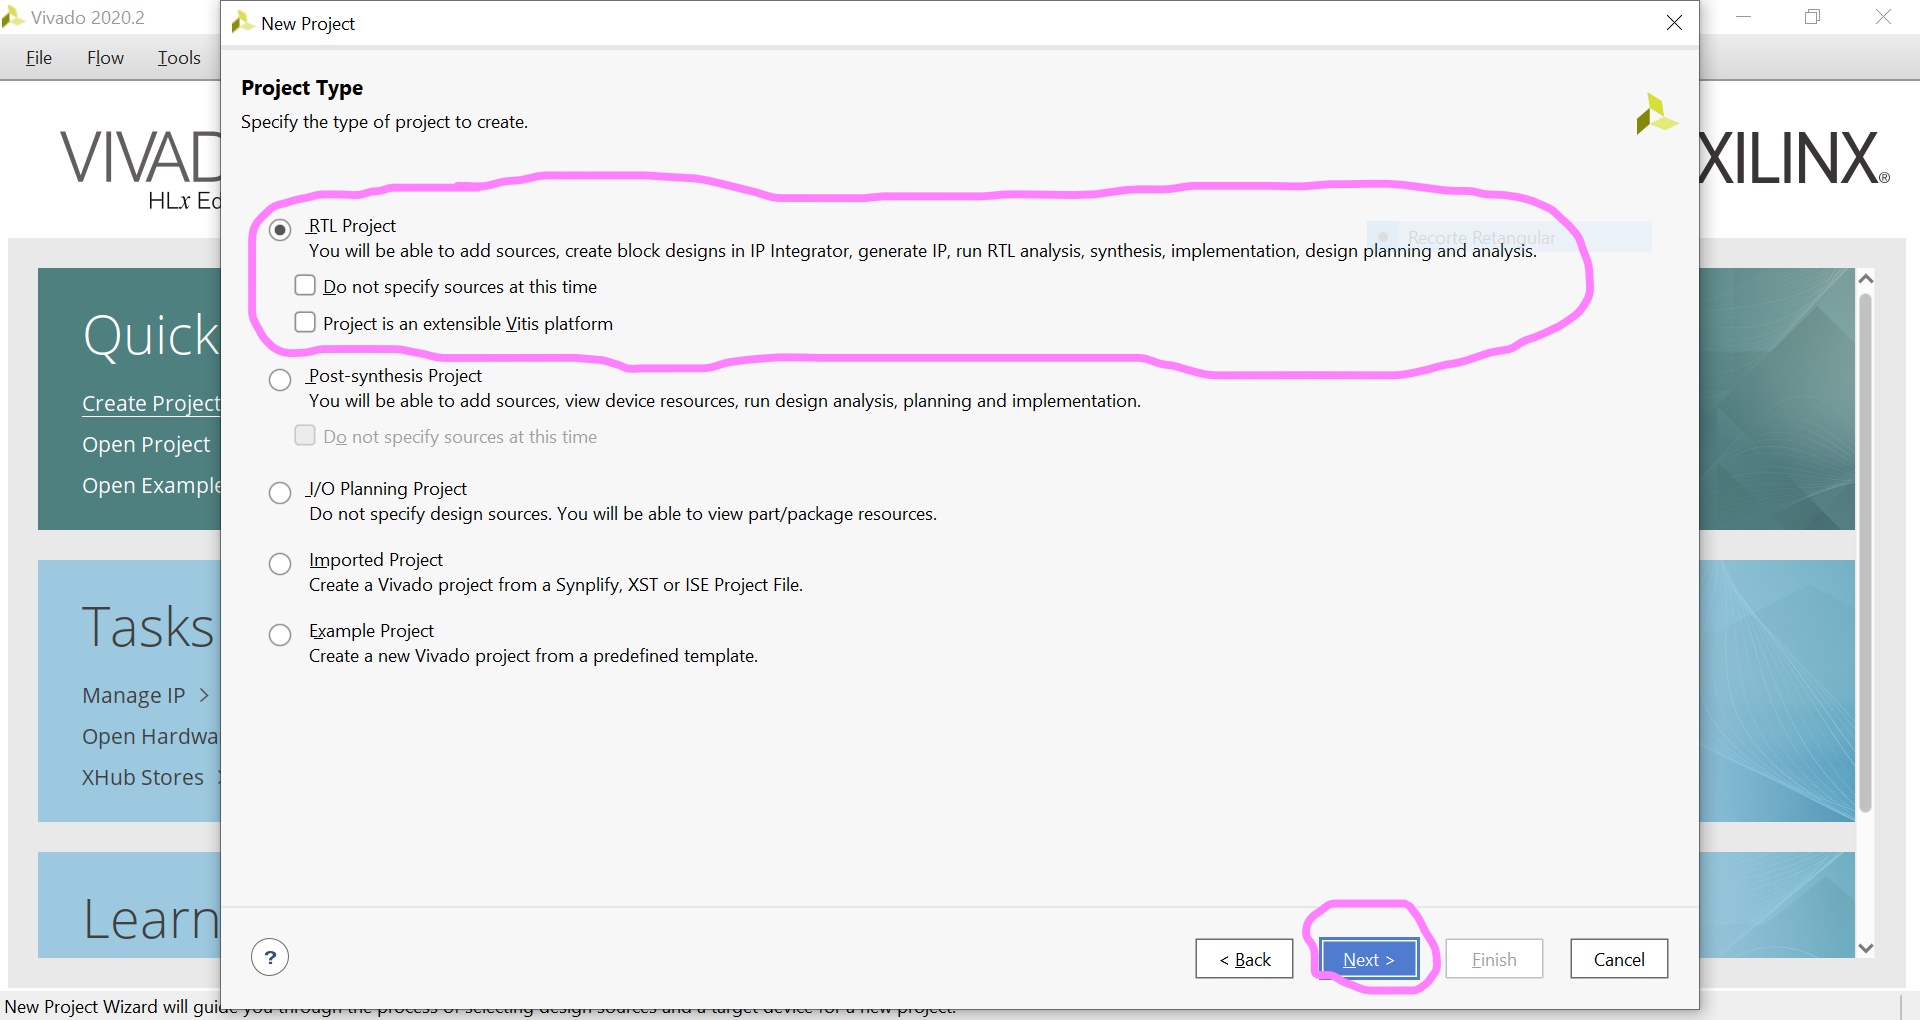 Vivado 2020.2
New Project
File Flow Tools
Project Type
Specify the type of project to create.
VIVAD
HLx Ed
XILINX®
RTL Project
Recorte Retangular
You will be able to add sources, create block designs in IP Integrator, generate IP, run RTL analysis, synthesis, implementation, design planning and analysis.
Do not specify sources at this time
Project is an extensible Vitis platform
Post-synthesis Project
You will be able to add sources, view device resources, run design analysis, planning and implementation.
Do not specify sources at this time
I/O Planning Project
Do not specify design sources. You will be able to view part/package resources.
Imported Project
Create a Vivado project from a Synplify, XST or ISE Project File.
Example Project
Create a new Vivado project from a predefined template.
Quick
Create Project
Open Project
Open Example
Tasks
Manage IP >
Open Hardwa
XHub Stores >
Learn
?
< Back
Next >
Finish
Cancel
New Project Wizard will guide you through the process of selecting design sources and a target device for a new project.